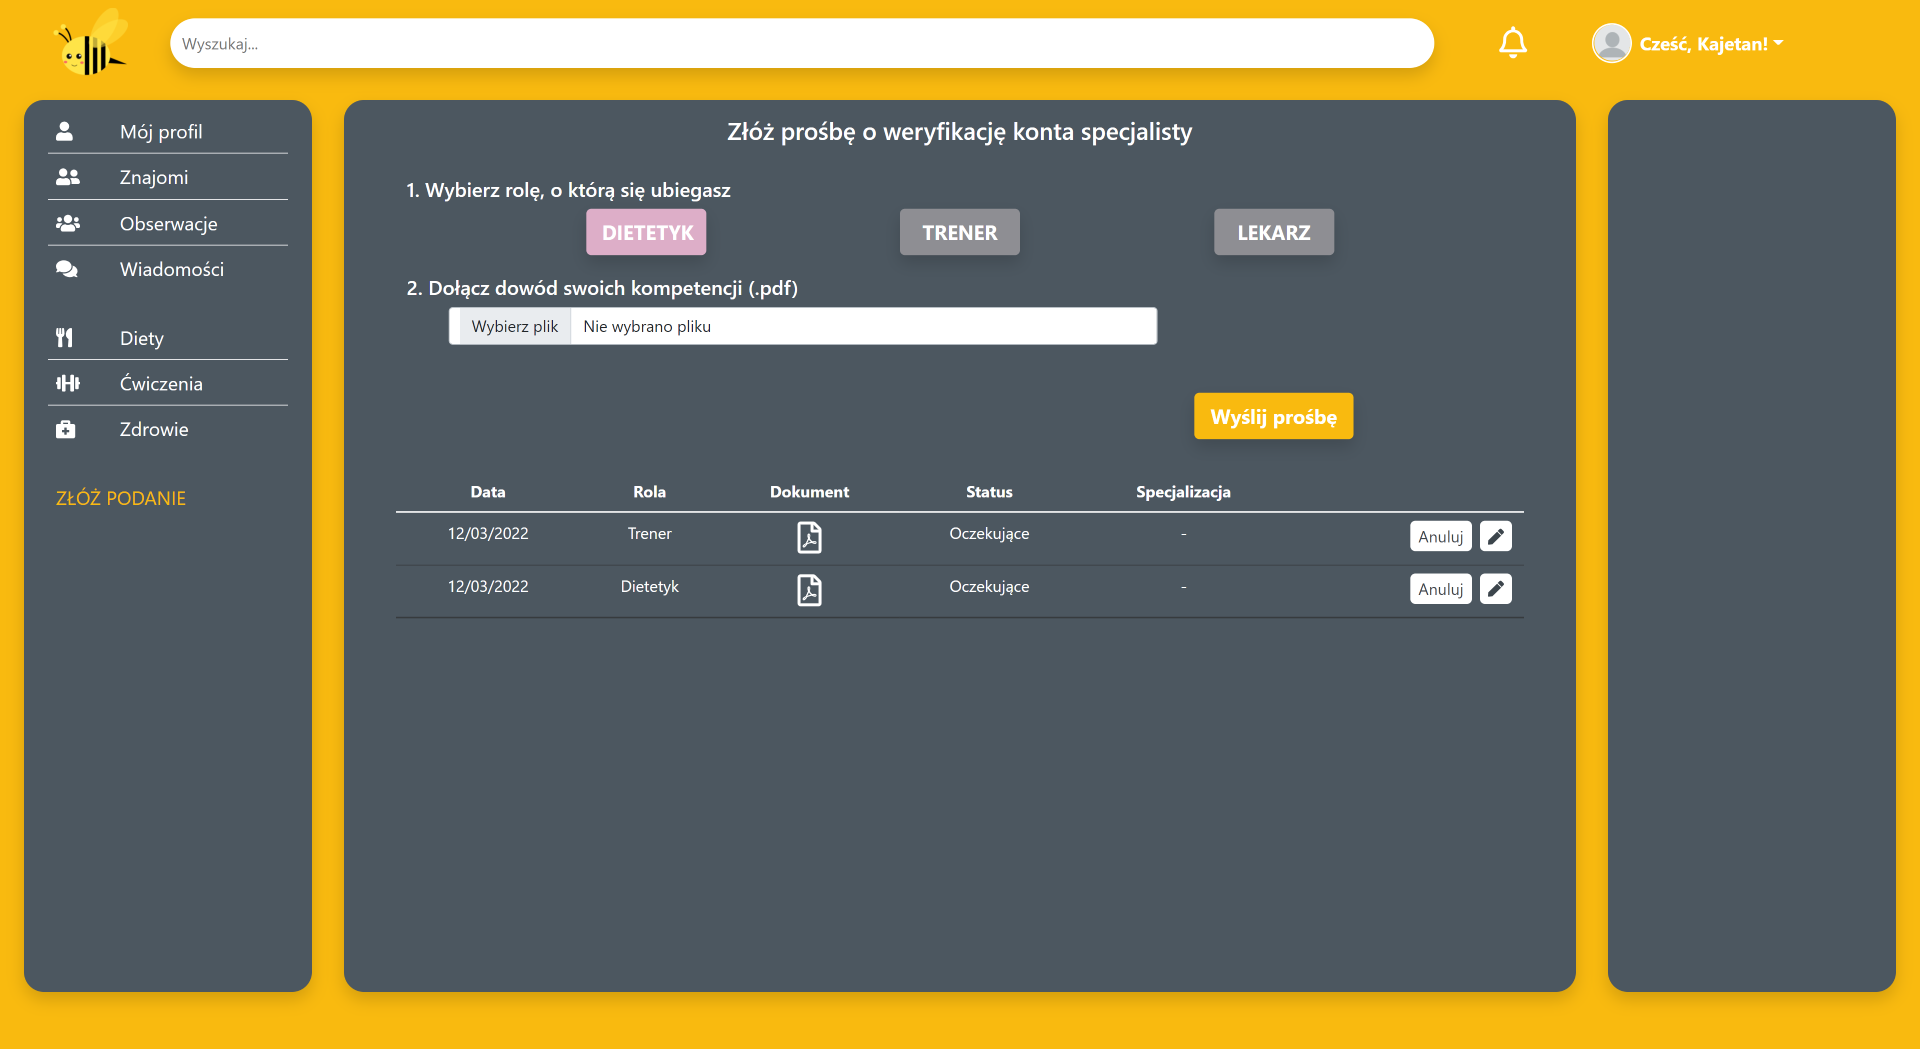 Wyszukaj...
Cześć, Kajetan!
Mój profil
Znajomi
Obserwacje
Wiadomości
Diety
Ćwiczenia
Zdrowie
ZŁÓŻ PODANIE
Złóż prośbę o weryfikację konta specjalisty
1. Wybierz rolę, o którą się ubiegasz
DIETETYK TRENER LEKARZ
2. Dołącz dowód swoich kompetencji (.pdf)
Wybierz plik Nie wybrano pliku
Wyślij prośbę
Data Rola Dokument Status Specjalizacja
12/03/2022 Trener Oczekujące - Anuluj
12/03/2022 Dietetyk Oczekujące - Anuluj